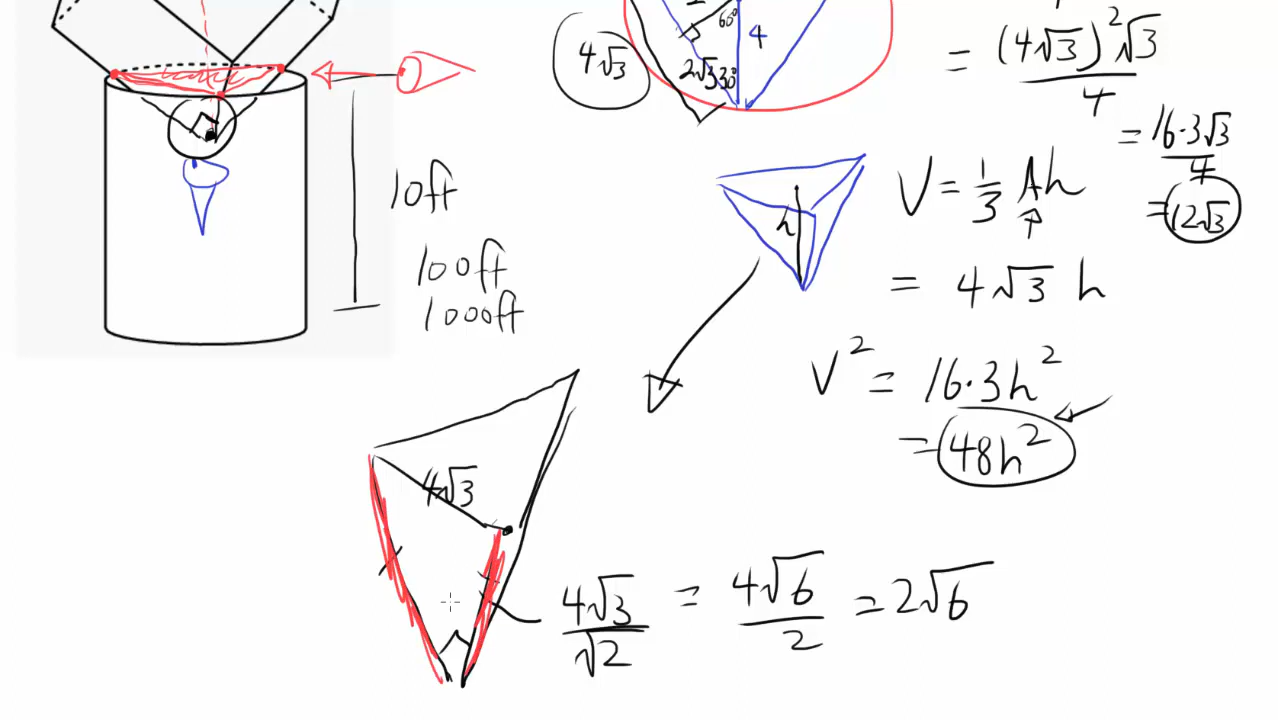 60°
4
4√3
2√3 30°
= (4√3)²√3 / 4
= 16·3√3 / 4
= 12√3
10ft
100ft
1000ft
h
V = 1/3 Ah
= 4√3 h
V² = 16·3h²
= 48h²
4√3
4√3 / √2 = 4√6 / 2 = 2√6